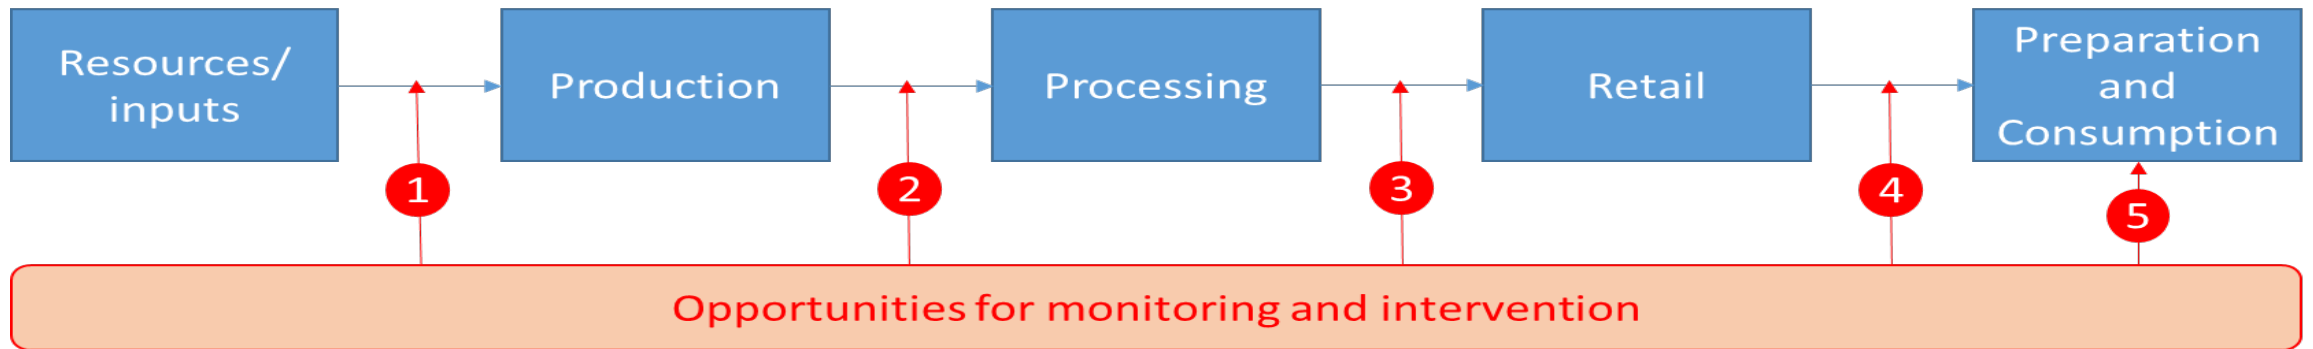 Resources/
inputs
Production
Processing
Retail
Preparation
and
Consumption
1
2
3
4
5
Opportunities for monitoring and intervention